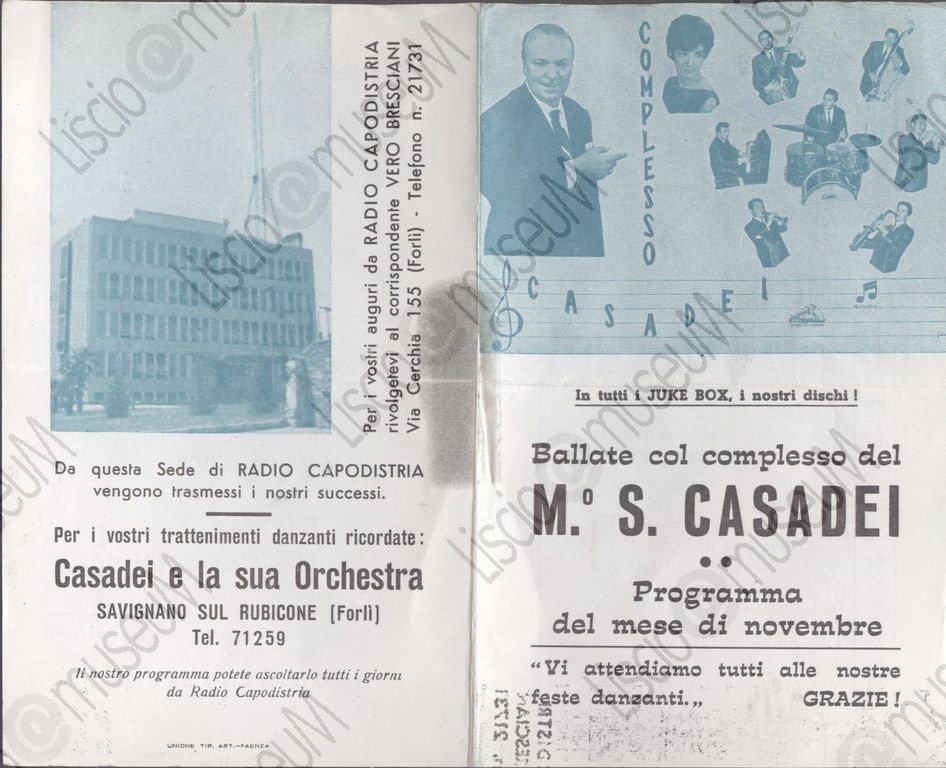 Per i vostri auguri da RADIO CAPODISTRIA
rivolgetevi al corrispondente VERO BRESCIANI
Via Cerchia 155 (Forlì) - Telefono n. 21731
Da questa Sede di RADIO CAPODISTRIA
vengono trasmessi i nostri successi.
Per i vostri trattenimenti danzanti ricordate:
Casadei e la sua Orchestra
SAVIGNANO SUL RUBICONE (Forlì)
Tel. 71259
Il nostro programma potete ascoltarlo tutti i giorni
da Radio Capodistria
UNIONE TIP. ART.-FAENZA
COMPLESSO
CASADEI
In tutti i JUKE BOX, i nostri dischi !
Ballate col complesso del
M.° S. CASADEI
Programma
del mese di novembre
“Vi attendiamo tutti alle nostre
feste danzanti.„ GRAZIE !
Liscio@museuM